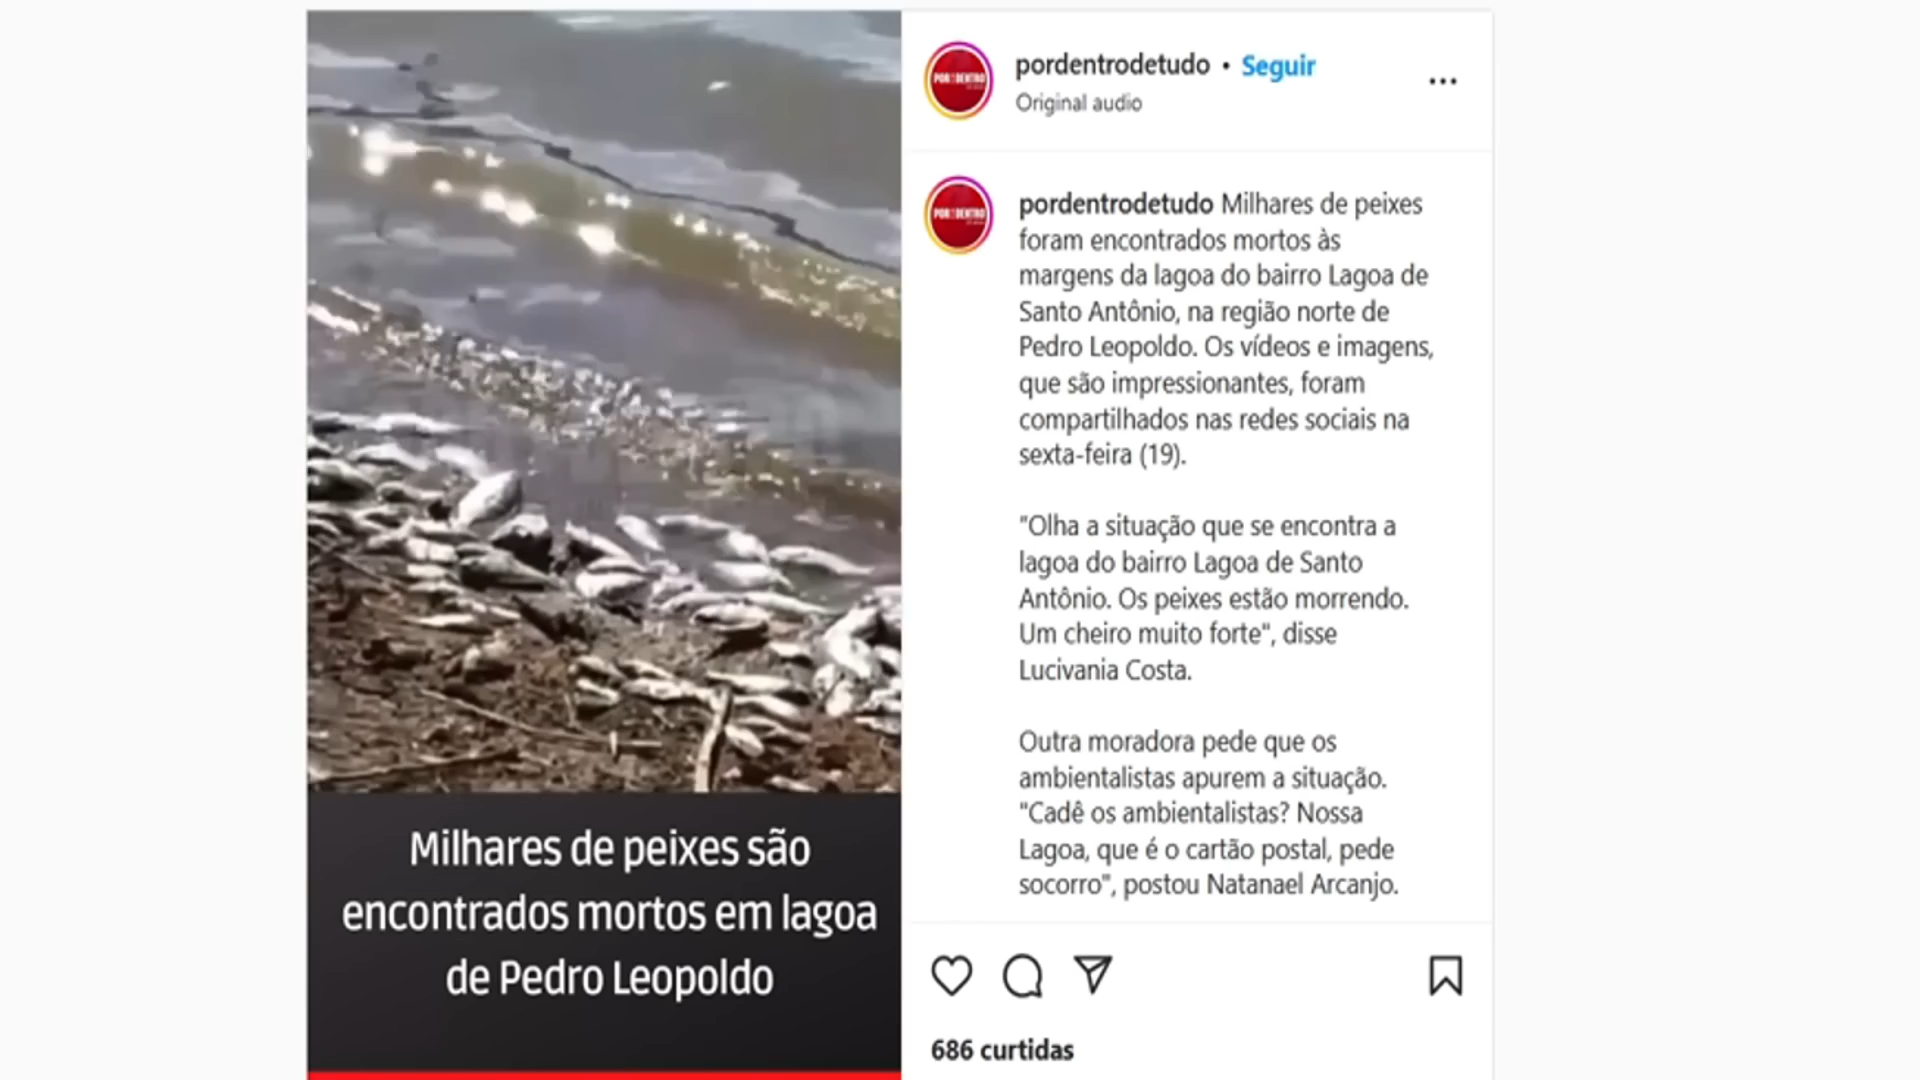 pordentrodetudo • Seguir
Original audio
POR DENTRO
POR DENTRO
pordentrodetudo Milhares de peixes
foram encontrados mortos às
margens da lagoa do bairro Lagoa de
Santo Antônio, na região norte de
Pedro Leopoldo. Os vídeos e imagens,
que são impressionantes, foram
compartilhados nas redes sociais na
sexta-feira (19).
"Olha a situação que se encontra a
lagoa do bairro Lagoa de Santo
Antônio. Os peixes estão morrendo.
Um cheiro muito forte", disse
Lucivania Costa.
Outra moradora pede que os
ambientalistas apurem a situação.
"Cadê os ambientalistas? Nossa
Lagoa, que é o cartão postal, pede
socorro", postou Natanael Arcanjo.
686 curtidas
Milhares de peixes são
encontrados mortos em lagoa
de Pedro Leopoldo